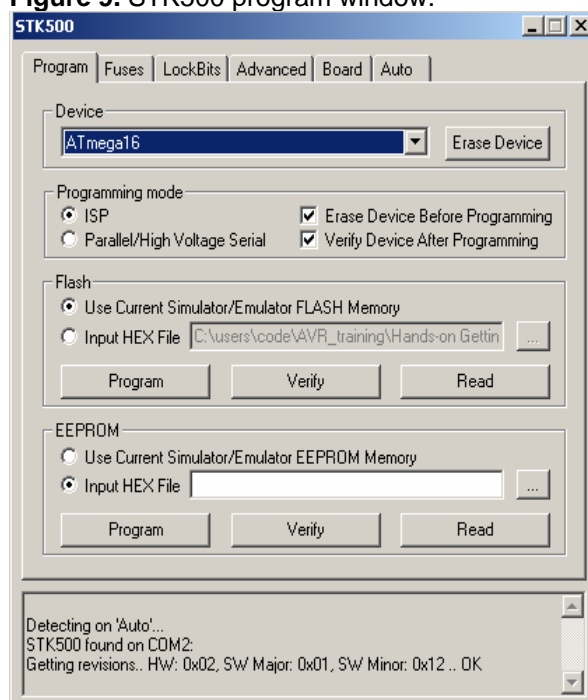 Figure 9. STK500 program window.
STK500
Program Fuses LockBits Advanced Board Auto
Device
ATmega16 Erase Device
Programming mode
ISP Erase Device Before Programming
Parallel/High Voltage Serial Verify Device After Programming
Flash
Use Current Simulator/Emulator FLASH Memory
Input HEX File C:\users\code\AVR_training\Hands-on Gettin ...
Program Verify Read
EEPROM
Use Current Simulator/Emulator EEPROM Memory
Input HEX File ...
Program Verify Read
Detecting on 'Auto'...
STK500 found on COM2:
Getting revisions.. HW: 0x02, SW Major: 0x01, SW Minor: 0x12 .. OK